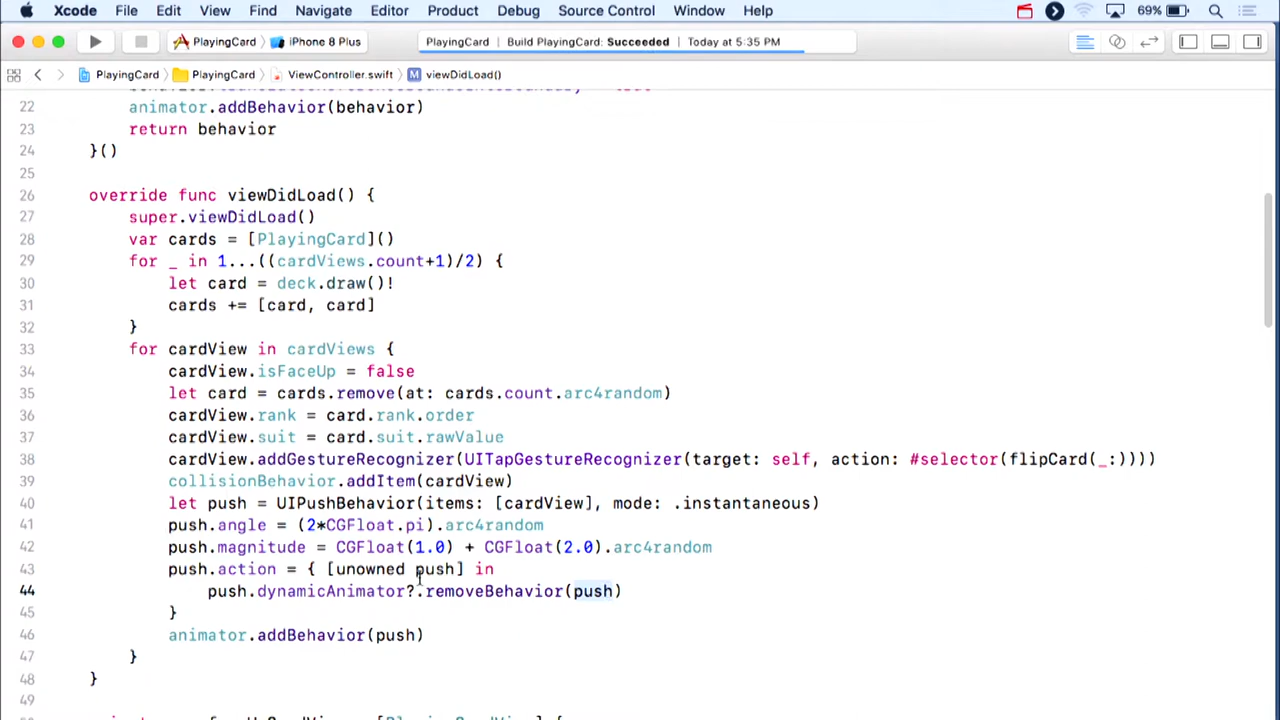 Xcode File Edit View Find Navigate Editor Product Debug Source Control Window Help 69%
PlayingCard iPhone 8 Plus PlayingCard Build PlayingCard: Succeeded Today at 5:35 PM
PlayingCard PlayingCard ViewController.swift M viewDidLoad()
22 animator.addBehavior(behavior)
23 return behavior
24 }()
25
26 override func viewDidLoad() {
27 super.viewDidLoad()
28 var cards = [PlayingCard]()
29 for _ in 1...((cardViews.count+1)/2) {
30 let card = deck.draw()!
31 cards += [card, card]
32 }
33 for cardView in cardViews {
34 cardView.isFaceUp = false
35 let card = cards.remove(at: cards.count.arc4random)
36 cardView.rank = card.rank.order
37 cardView.suit = card.suit.rawValue
38 cardView.addGestureRecognizer(UITapGestureRecognizer(target: self, action: #selector(flipCard(_:))))
39 collisionBehavior.addItem(cardView)
40 let push = UIPushBehavior(items: [cardView], mode: .instantaneous)
41 push.angle = (2*CGFloat.pi).arc4random
42 push.magnitude = CGFloat(1.0) + CGFloat(2.0).arc4random
43 push.action = { [unowned push] in
44 push.dynamicAnimator?.removeBehavior(push)
45 }
46 animator.addBehavior(push)
47 }
48 }
49